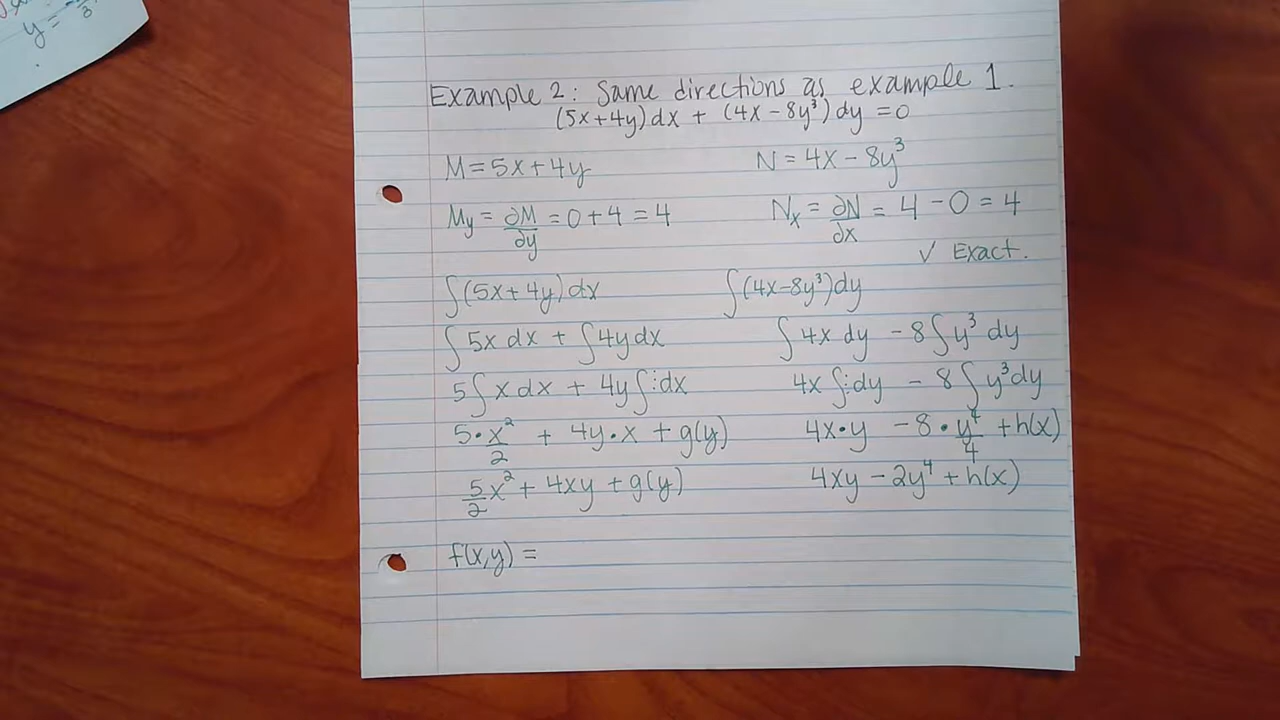 y =
Example 2: Same directions as example 1.
(5x+4y)dx + (4x-8y³)dy = 0
M = 5x+4y N = 4x - 8y³
My = ∂M/∂y = 0+4 = 4 Nx = ∂N/∂x = 4 - 0 = 4
✓ Exact.
∫(5x+4y)dx ∫(4x-8y³)dy
∫5x dx + ∫4y dx ∫4x dy - 8∫y³ dy
5∫x dx + 4y∫1dx 4x∫1dy - 8∫y³dy
5·x²/2 + 4y·x + g(y) 4x·y - 8·y⁴/4 + h(x)
5/2x² + 4xy + g(y) 4xy - 2y⁴ + h(x)
f(x,y) =